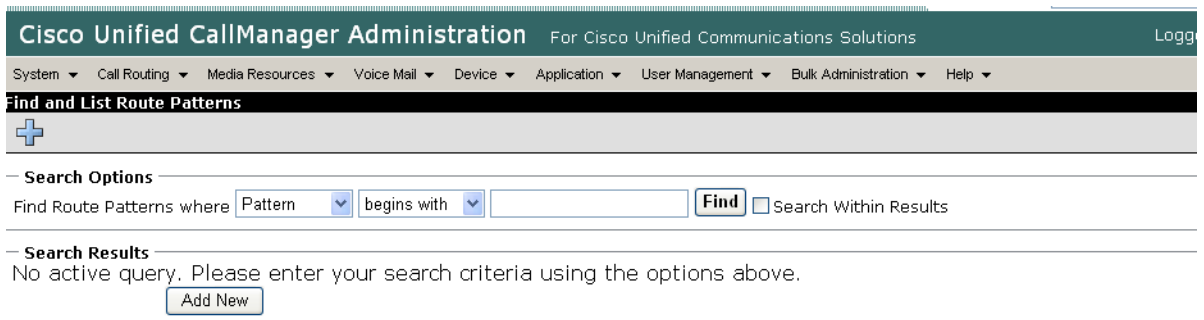 Cisco Unified CallManager Administration For Cisco Unified Communications Solutions
System Call Routing Media Resources Voice Mail Device Application User Management Bulk Administration Help
Find and List Route Patterns
Search Options
Find Route Patterns where Pattern begins with Find Search Within Results
Search Results
No active query. Please enter your search criteria using the options above.
Add New